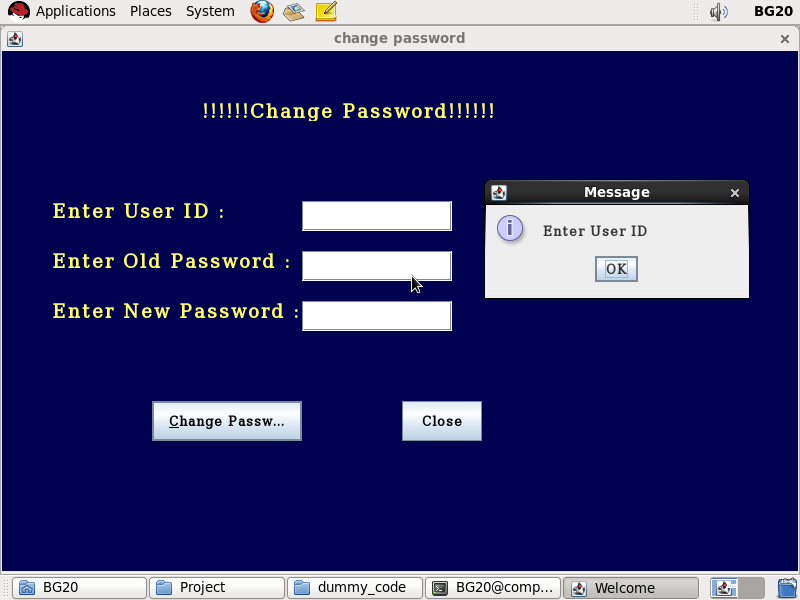 Applications Places System BG20
change password
!!!!!!Change Password!!!!!!
Message
Enter User ID :
Enter User ID
Enter Old Password :
OK
Enter New Password :
Change Passw...
Close
BG20 Project dummy_code BG20@comp... Welcome